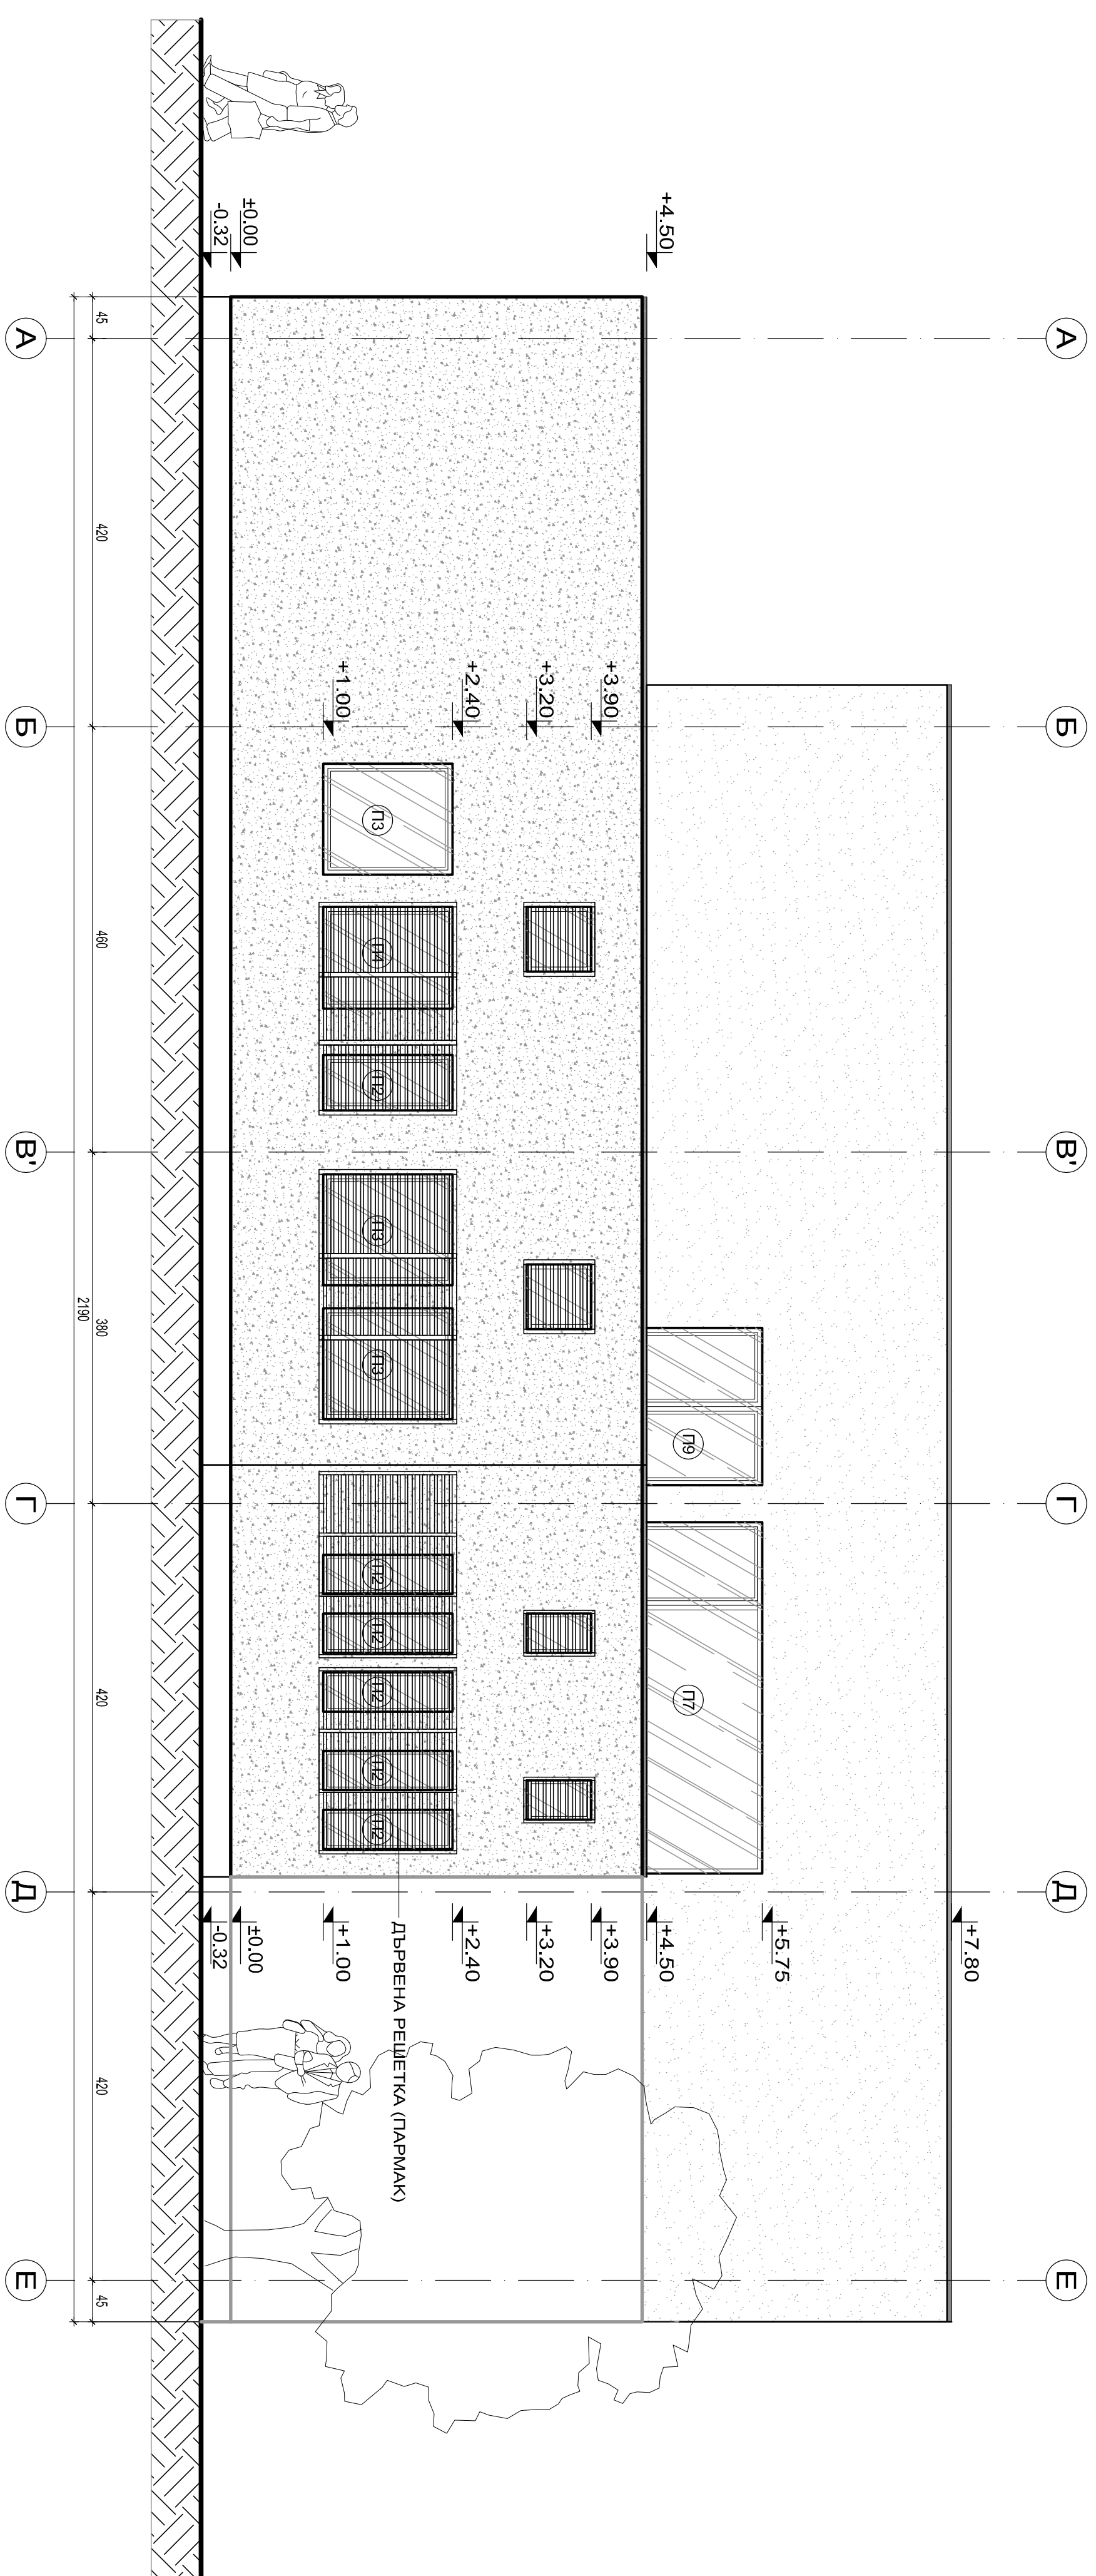 А
Б
В'
Г
Д
Е
+7.80
+5.75
+4.50
+4.50
+3.90
+3.90
+3.20
+3.20
+2.40
+2.40
+1.00
+1.00
±0.00
±0.00
-0.32
-0.32
П9
П7
П3
П4
П2
П3
П3
П2
П2
П2
П2
П2
ДЪРВЕНА РЕШЕТКА (ПАРМАК)
45
420
460
380
420
420
45
2190
А
Б
В'
Г
Д
Е